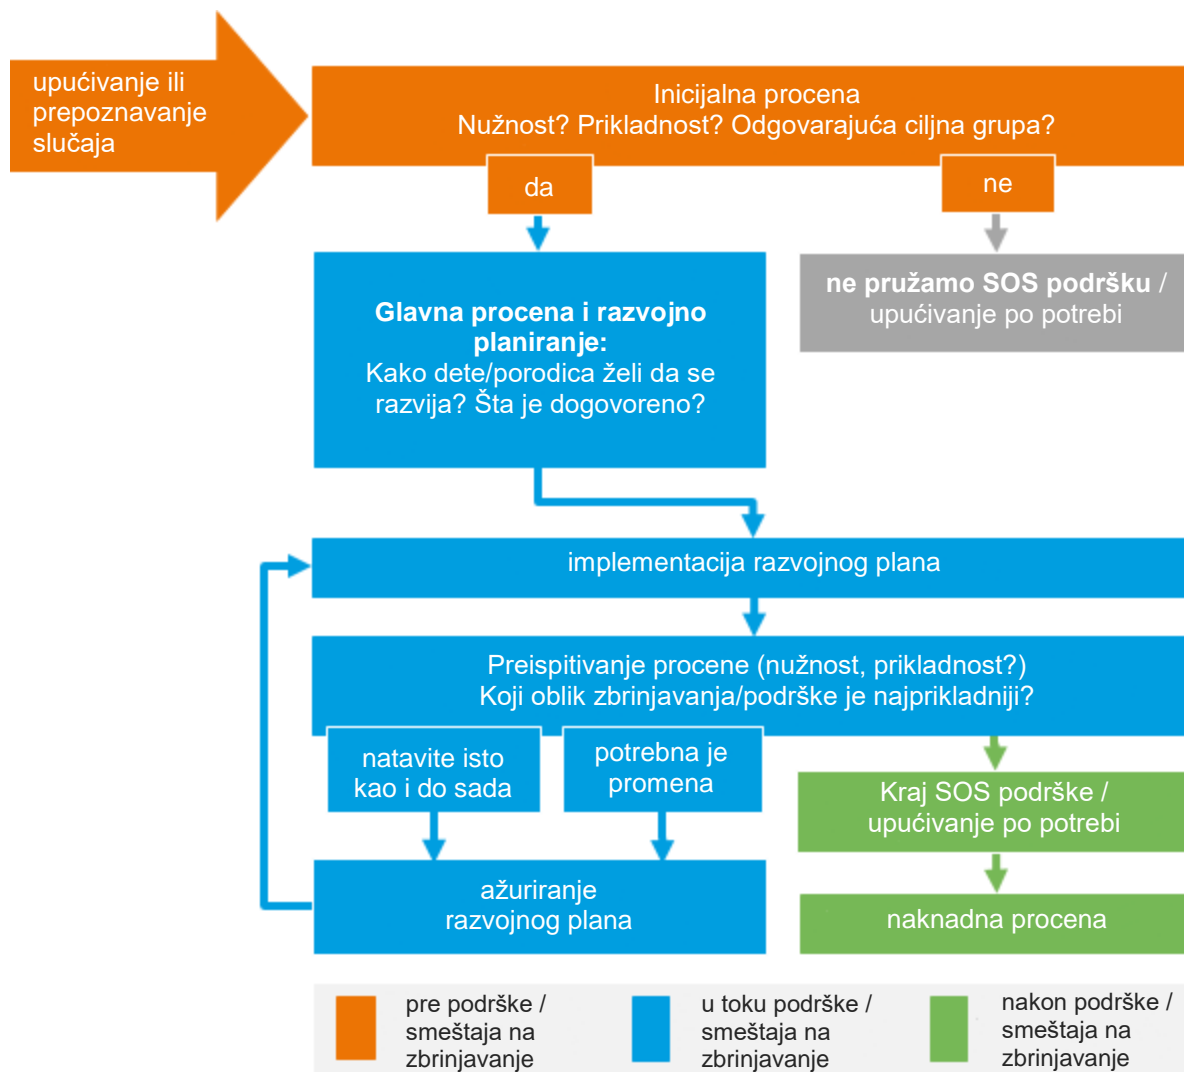 upućivanje ili
prepoznavanje
slučaja
Inicijalna procena
Nužnost? Prikladnost? Odgovarajuća ciljna grupa?
da
ne
Glavna procena i razvojno
planiranje:
Kako dete/porodica želi da se
razvija? Šta je dogovoreno?
ne pružamo SOS podršku /
upućivanje po potrebi
implementacija razvojnog plana
Preispitivanje procene (nužnost, prikladnost?)
Koji oblik zbrinjavanja/podrške je najprikladniji?
natavite isto
kao i do sada
potrebna je
promena
Kraj SOS podrške /
upućivanje po potrebi
ažuriranje
razvojnog plana
naknadna procena
pre podrške /
smeštaja na
zbrinjavanje
u toku podrške /
smeštaja na
zbrinjavanje
nakon podrške /
smeštaja na
zbrinjavanje